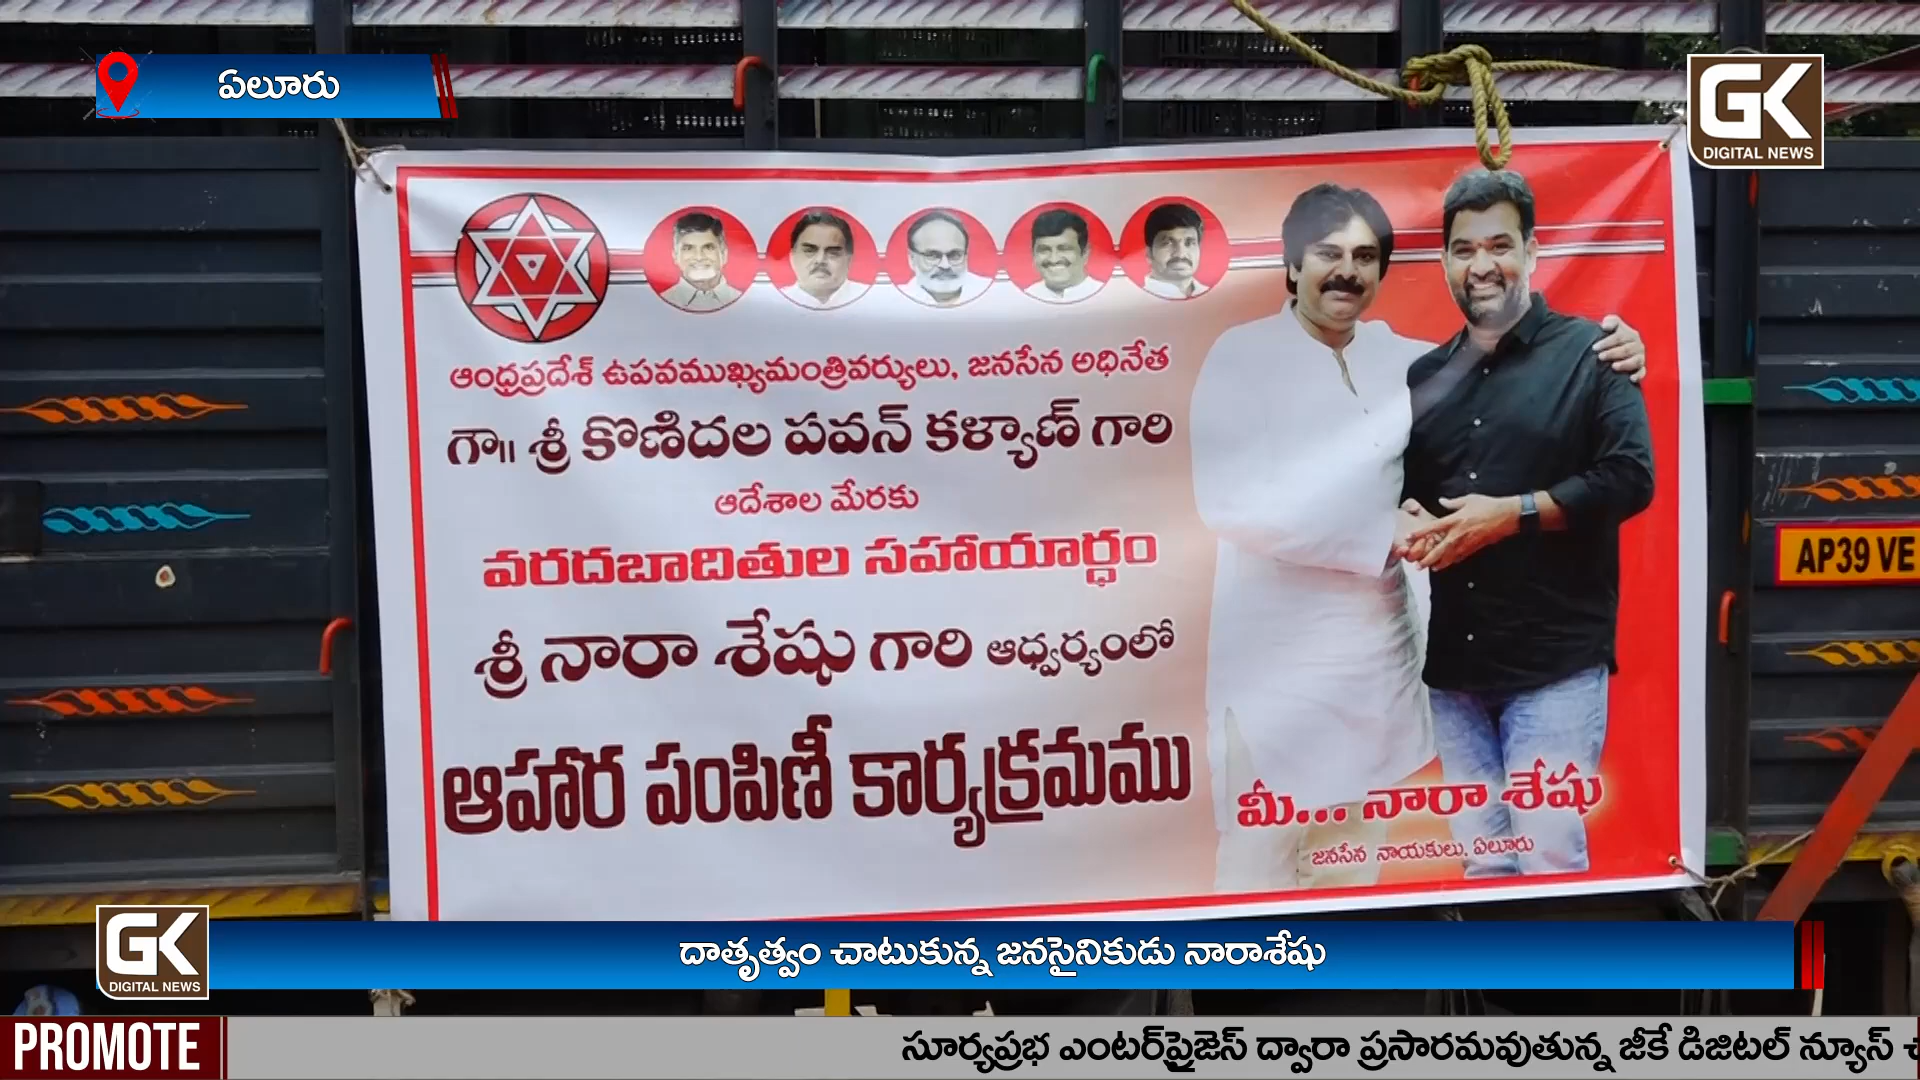 ఏలూరు
GK
DIGITAL NEWS
ఆంధ్రప్రదేశ్ ఉపవముఖ్యమంత్రివర్యులు, జనసేన అధినేత
గౌ|| శ్రీ కొణిదల పవన్ కళ్యాణ్ గారి
ఆదేశాల మేరకు
వరదబాదితుల సహాయార్ధం
శ్రీ నారా శేషు గారి ఆధ్వర్యంలో
ఆహార పంపిణీ కార్యక్రమము
మీ... నారా శేషు
జనసేన నాయకులు. ఏలూరు
AP39 VE
GK
DIGITAL NEWS
దాతృత్వం చాటుకున్న జనసైనికుడు నారాశేషు
PROMOTE
సూర్యప్రభ ఎంటర్‌ప్రైజెస్ ద్వారా ప్రసారమవుతున్న జీకే డిజిటల్ న్యూస్